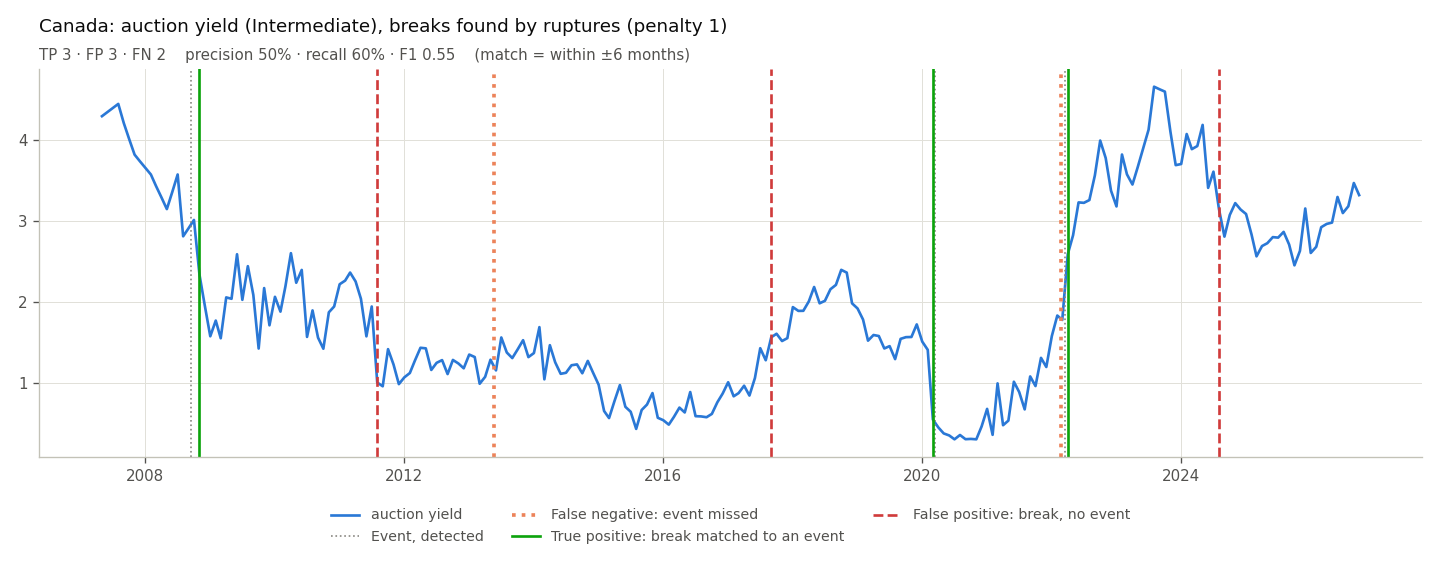 Canada: auction yield (Intermediate), breaks found by ruptures (penalty 1)
TP 3 · FP 3 · FN 2    precision 50% · recall 60% · F1 0.55    (match = within ±6 months)
4
3
2
1
2008 2012 2016 2020 2024
auction yield False negative: event missed False positive: break, no event
Event, detected True positive: break matched to an event